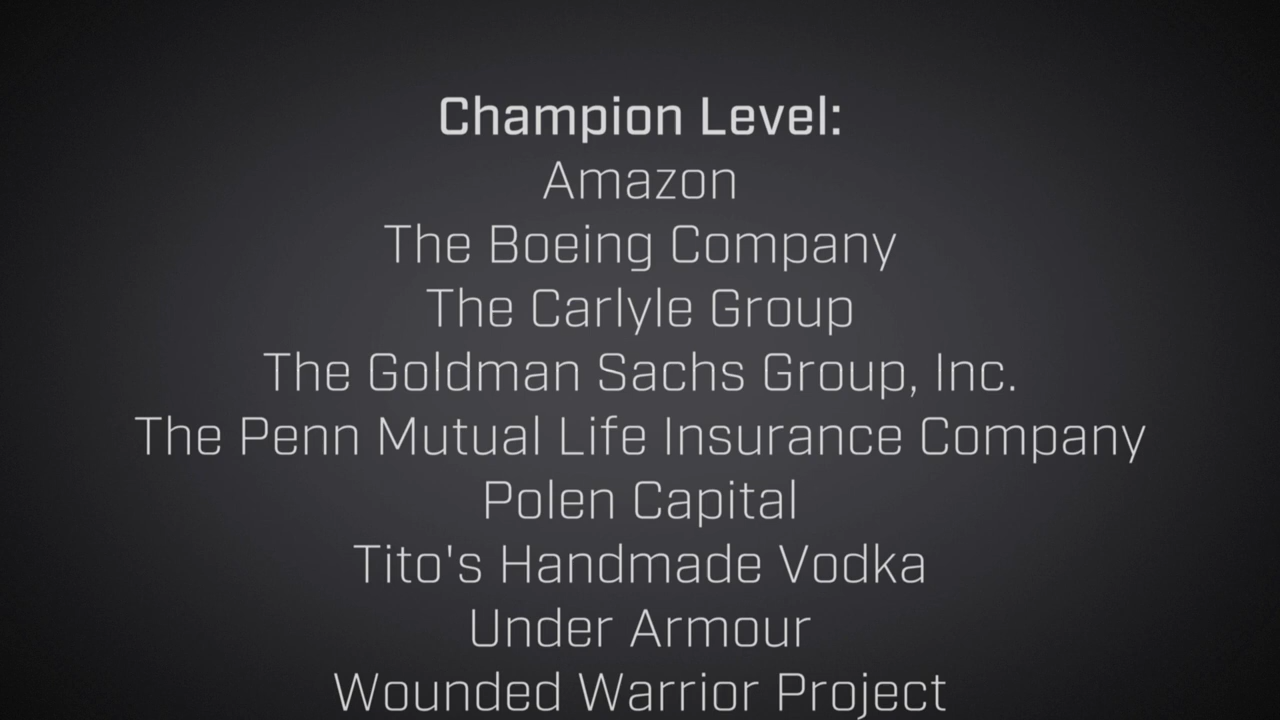 Champion Level:
Amazon
The Boeing Company
The Carlyle Group
The Goldman Sachs Group, Inc.
The Penn Mutual Life Insurance Company
Polen Capital
Tito's Handmade Vodka
Under Armour
Wounded Warrior Project